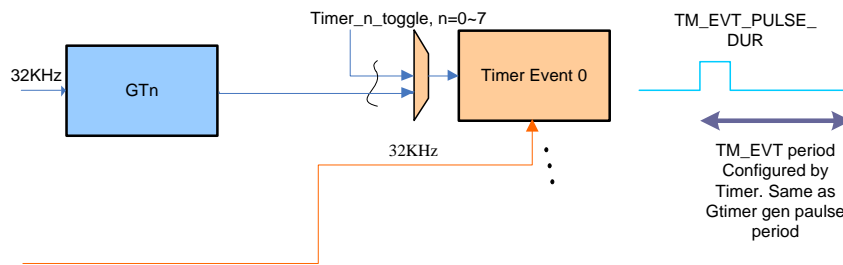 Timer_n_toggle, n=0~7
32KHz
GTn
Timer Event 0
32KHz
TM_EVT_PULSE_
DUR
TM_EVT period
Configured by
Timer. Same as
Gtimer gen paulse
period